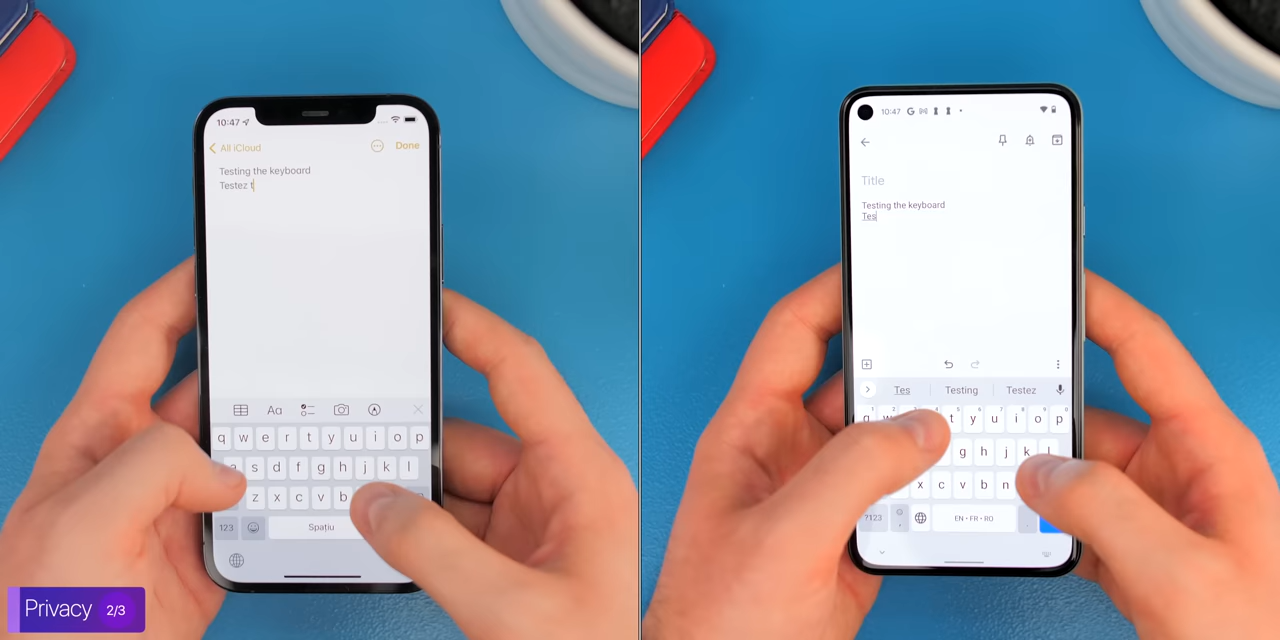 10:47
All iCloud
Done
Testing the keyboard
Testez t
Aa
q w e r t y u i o p
a s d f g h j k l
z x c v b
123
Spațiu
Privacy 2/3
10:47 G
Title
Testing the keyboard
Tes
Tes Testing Testez
q w t y u i o p
g h j k l
x c v b n
?123
EN • FR • RO